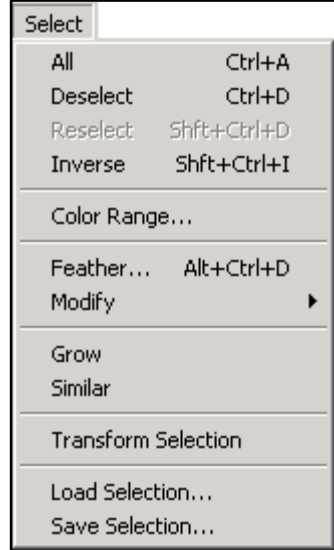 Select
All Ctrl+A
Deselect Ctrl+D
Reselect Shft+Ctrl+D
Inverse Shft+Ctrl+I
Color Range...
Feather... Alt+Ctrl+D
Modify
Grow
Similar
Transform Selection
Load Selection...
Save Selection...